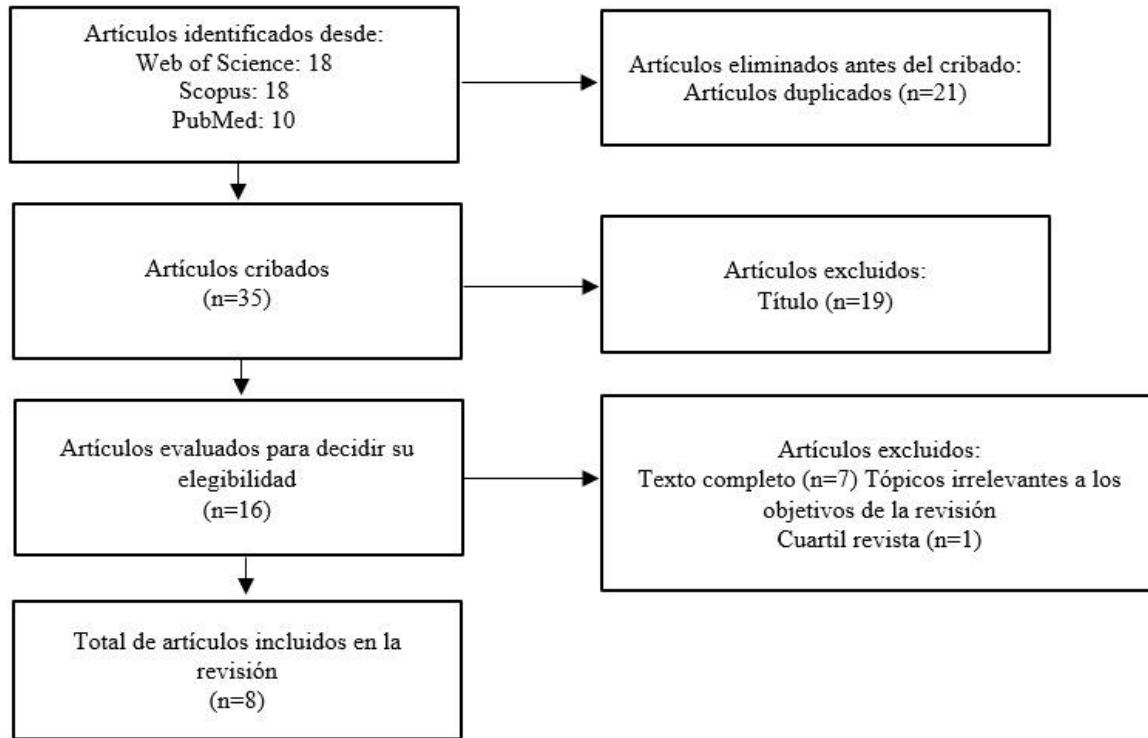 Artículos identificados desde:
Web of Science: 18
Scopus: 18
PubMed: 10
Artículos eliminados antes del cribado:
Artículos duplicados (n=21)
Artículos cribados
(n=35)
Artículos excluidos:
Título (n=19)
Artículos evaluados para decidir su
elegibilidad
(n=16)
Artículos excluidos:
Texto completo (n=7) Tópicos irrelevantes a los
objetivos de la revisión
Cuartil revista (n=1)
Total de artículos incluidos en la
revisión
(n=8)